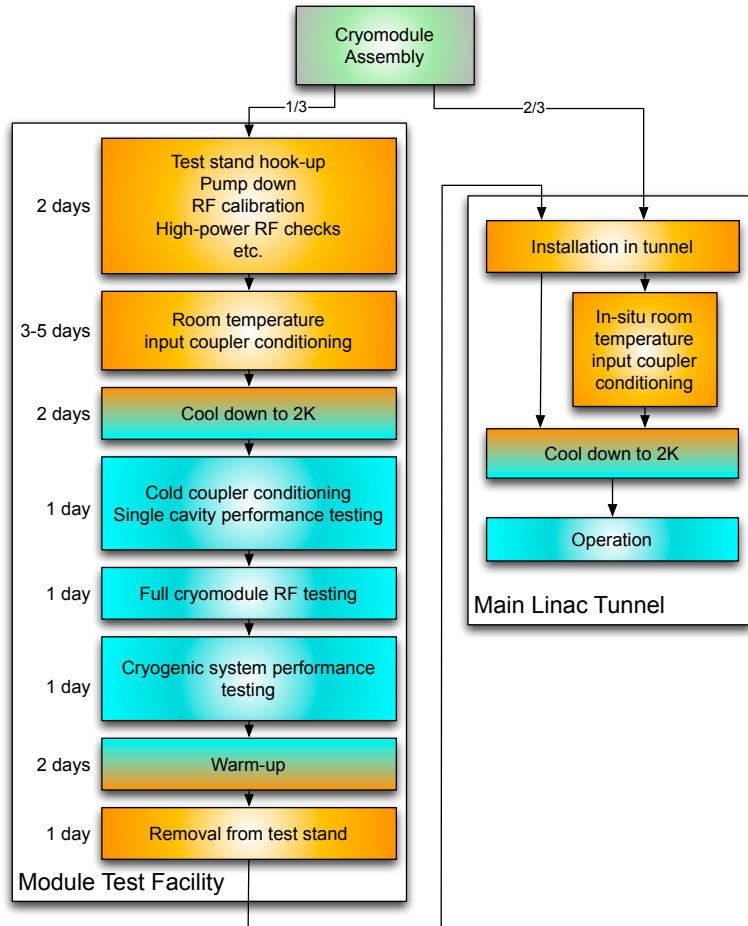 Cryomodule
Assembly
1/3
2/3
2 days
Test stand hook-up
Pump down
RF calibration
High-power RF checks
etc.
3-5 days
Room temperature
input coupler conditioning
2 days
Cool down to 2K
1 day
Cold coupler conditioning
Single cavity performance testing
1 day
Full cryomodule RF testing
1 day
Cryogenic system performance
testing
2 days
Warm-up
1 day
Removal from test stand
Module Test Facility
Installation in tunnel
In-situ room
temperature
input coupler
conditioning
Cool down to 2K
Operation
Main Linac Tunnel